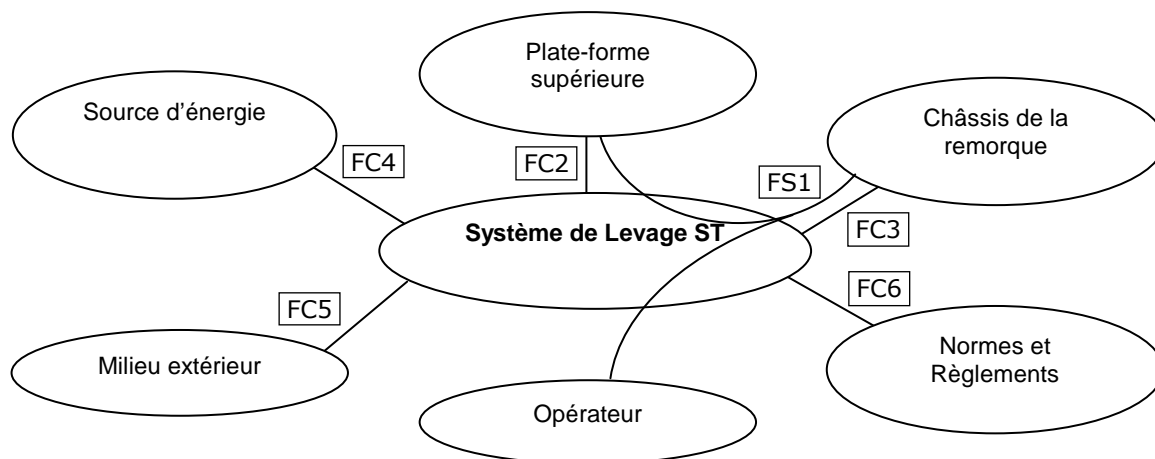 Plate-forme
supérieure
Source d'énergie
Châssis de la
remorque
FC4
FC2
FS1
Système de Levage ST
FC3
FC6
FC5
Milieu extérieur
Normes et
Règlements
Opérateur